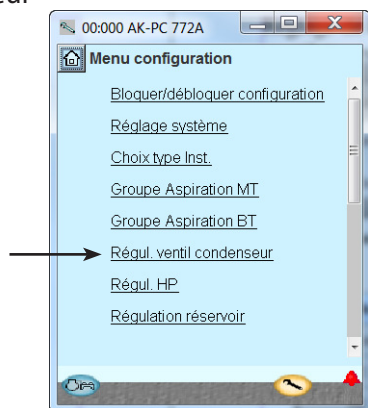 00:000 AK-PC 772A
Menu configuration
Bloquer/débloquer configuration
Réglage système
Choix type Inst.
Groupe Aspiration MT
Groupe Aspiration BT
Régul. ventil condenseur
Régul. HP
Régulation réservoir